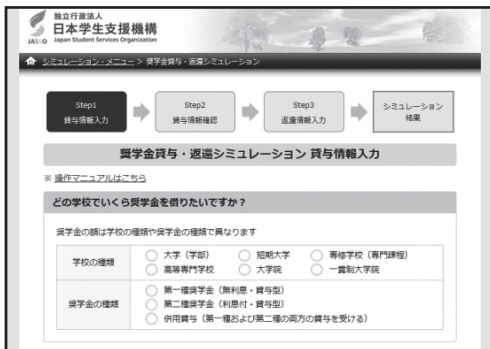 独立行政法人
日本学生支援機構
JASSO Japan Student Services Organization
シミュレーション・メニュー > 奨学金貸与・返還シミュレーション
Step1
貸与情報入力
Step2
貸与情報確認
Step3
返還情報入力
シミュレーション
結果
奨学金貸与・返還シミュレーション 貸与情報入力
※ 操作マニュアルはこちら
どの学校でいくら奨学金を借りたいですか？
奨学金の額は学校の種類や奨学金の種類で異なります
学校の種類
大学（学部） 短期大学 専修学校（専門課程）
高等専門学校 大学院 一貫制大学院
奨学金の種類
第一種奨学金（無利息・貸与型）
第二種奨学金（利息付・貸与型）
併用貸与（第一種および第二種の両方の貸与を受ける）